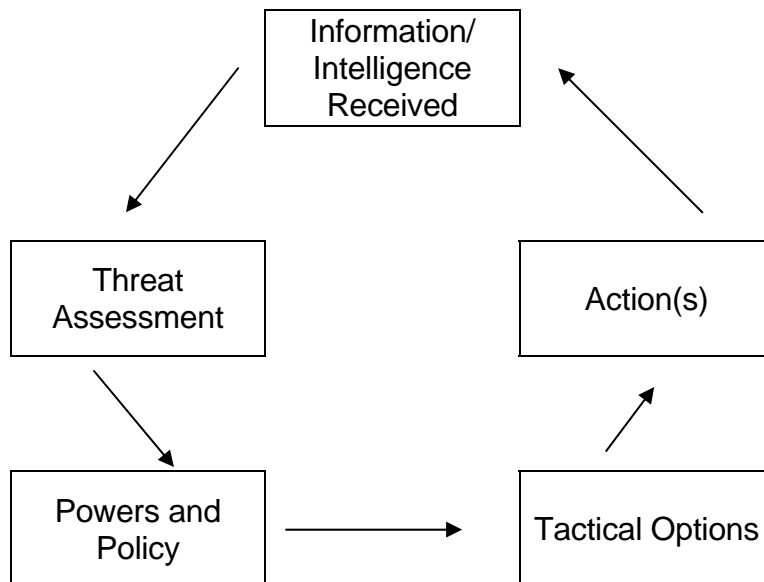 Information/
Intelligence
Received
Threat
Assessment
Action(s)
Powers and
Policy
Tactical Options